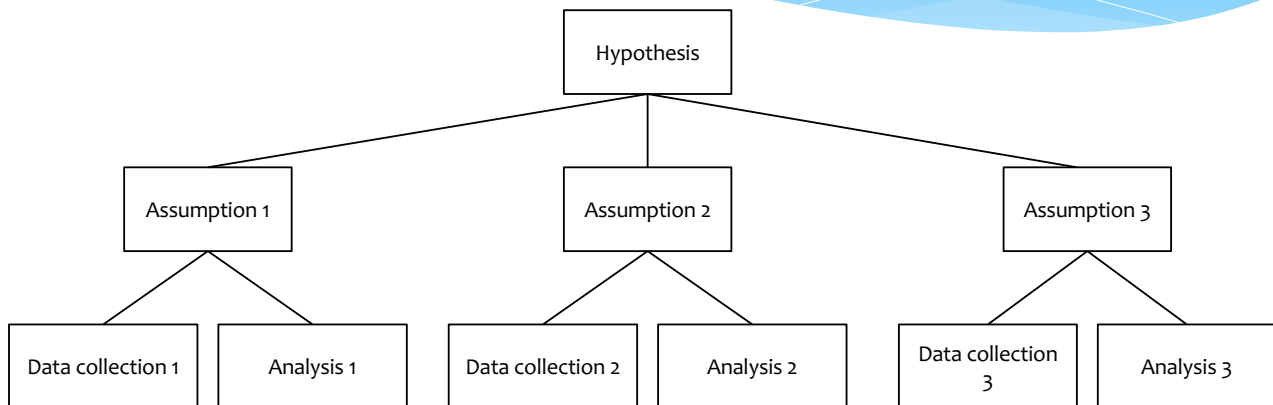 Hypothesis
Assumption 1
Assumption 2
Assumption 3
Data collection 1
Analysis 1
Data collection 2
Analysis 2
Data collection
3
Analysis 3